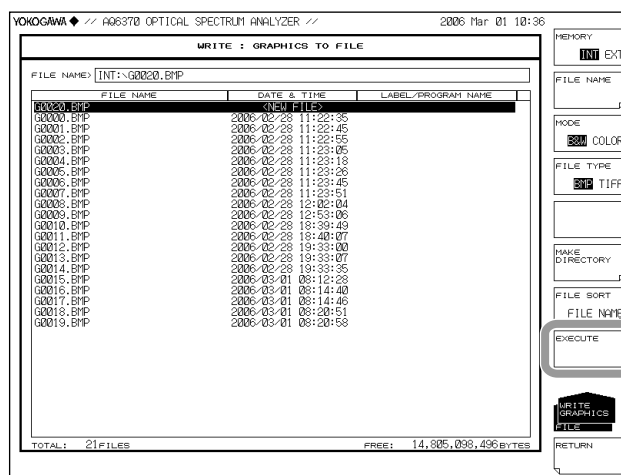 YOKOGAWA ◆ // AQ6370 OPTICAL SPECTRUM ANALYZER // 2006 Mar 01 10:36
WRITE : GRAPHICS TO FILE
FILE NAME> INT:\G0020.BMP
FILE NAME DATE & TIME LABEL/PROGRAM NAME
G0020.BMP <NEW FILE>
G0000.BMP 2006/02/28 11:22:35
G0001.BMP 2006/02/28 11:22:45
G0002.BMP 2006/02/28 11:22:55
G0003.BMP 2006/02/28 11:23:05
G0004.BMP 2006/02/28 11:23:18
G0005.BMP 2006/02/28 11:23:26
G0006.BMP 2006/02/28 11:23:45
G0007.BMP 2006/02/28 11:23:51
G0008.BMP 2006/02/28 12:02:04
G0009.BMP 2006/02/28 12:53:06
G0010.BMP 2006/02/28 18:39:49
G0011.BMP 2006/02/28 18:40:07
G0012.BMP 2006/02/28 19:33:00
G0013.BMP 2006/02/28 19:33:07
G0014.BMP 2006/02/28 19:33:35
G0015.BMP 2006/03/01 08:12:28
G0016.BMP 2006/03/01 08:14:40
G0017.BMP 2006/03/01 08:14:46
G0018.BMP 2006/03/01 08:20:51
G0019.BMP 2006/03/01 08:20:58
TOTAL: 21FILES FREE: 14,805,098,496BYTES
MEMORY
INT EXT
FILE NAME
MODE
B&W COLOR
FILE TYPE
BMP TIFF
MAKE
DIRECTORY
FILE SORT
FILE NAME
EXECUTE
WRITE
GRAPHICS
FILE
RETURN